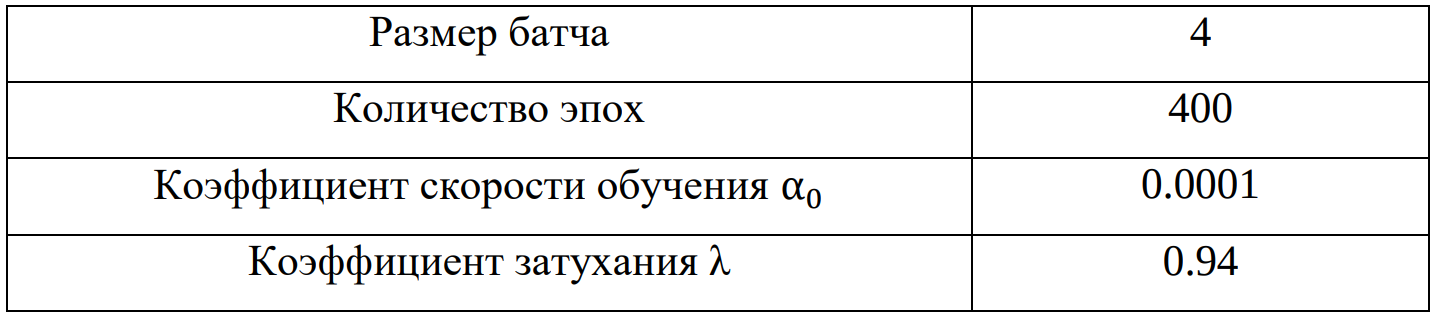 Размер батча 4
Количество эпох 400
Коэффициент скорости обучения α₀ 0.0001
Коэффициент затухания λ 0.94